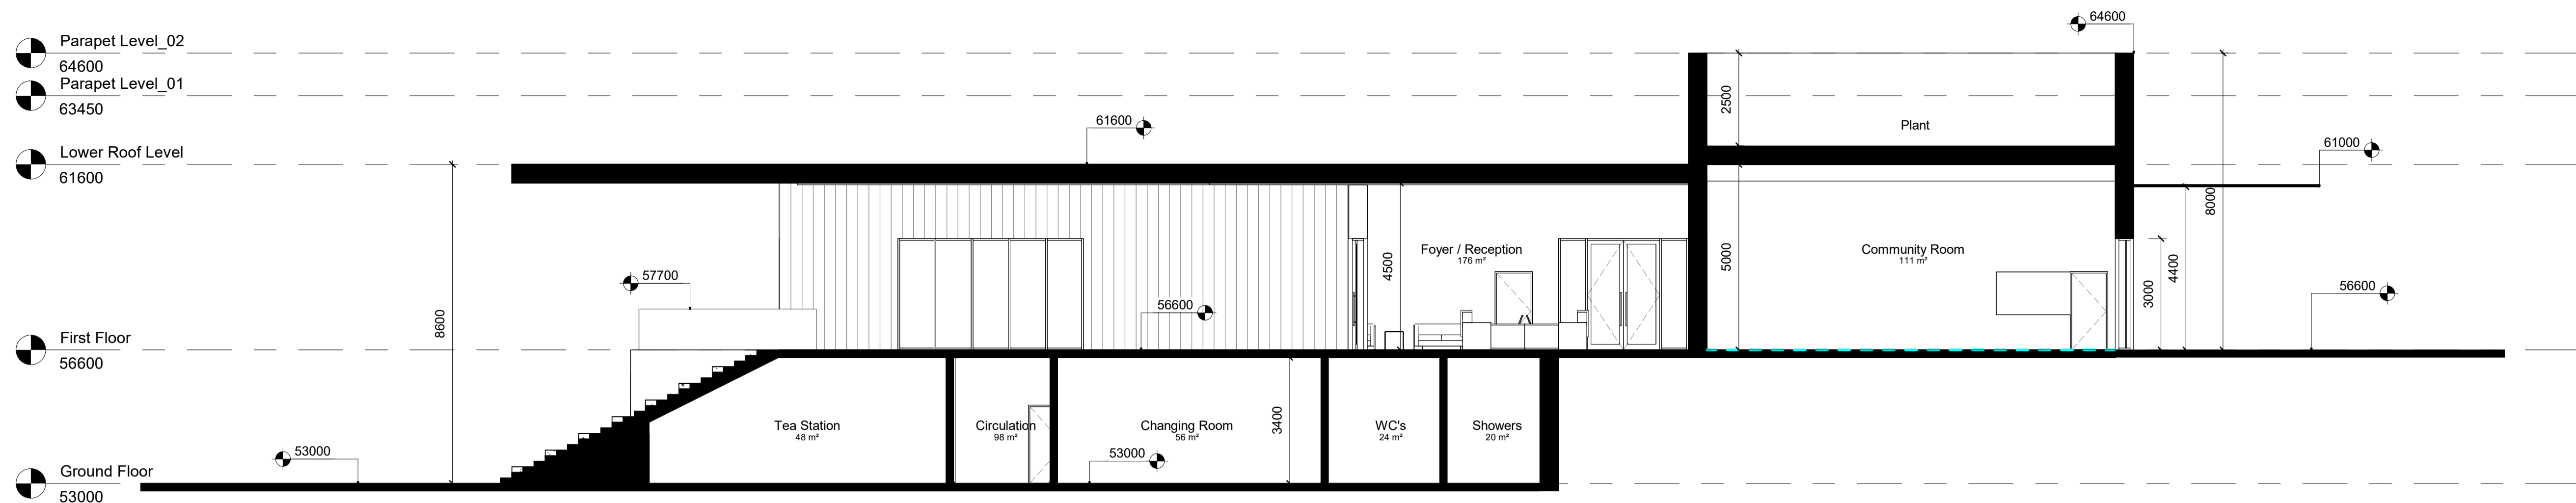 64600
Parapet Level_02
64600
Parapet Level_01
63450
2500
Plant
61600
61000
Lower Roof Level
61600
8000
Foyer / Reception
176 m²
Community Room
111 m²
4500
5000
4400
3000
57700
56600
56600
8600
First Floor
56600
Tea Station
48 m²
Circulation
98 m²
Changing Room
56 m²
3400
WC's
24 m²
Showers
20 m²
53000
53000
Ground Floor
53000